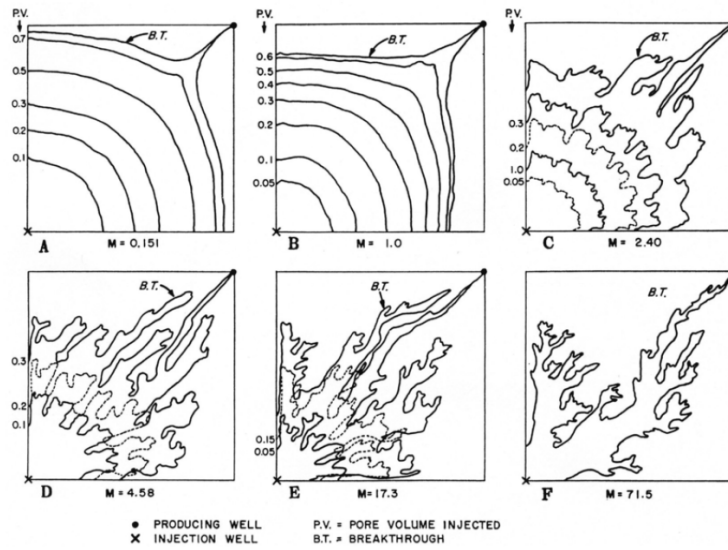 P.V.
0.7
0.5
0.3
0.2
0.1
B.T.
A
M = 0.151
P.V.
0.6
0.5
0.4
0.3
0.2
0.1
0.05
B.T.
B
M = 1.0
P.V.
0.3
0.2
1.0
0.05
B.T.
C
M = 2.40
0.3
0.2
0.1
B.T.
D
M = 4.58
0.15
0.05
B.T.
E
M = 17.3
B.T.
F
M = 71.5
● PRODUCING WELL
P.V. = PORE VOLUME INJECTED
× INJECTION WELL
B.T. = BREAKTHROUGH